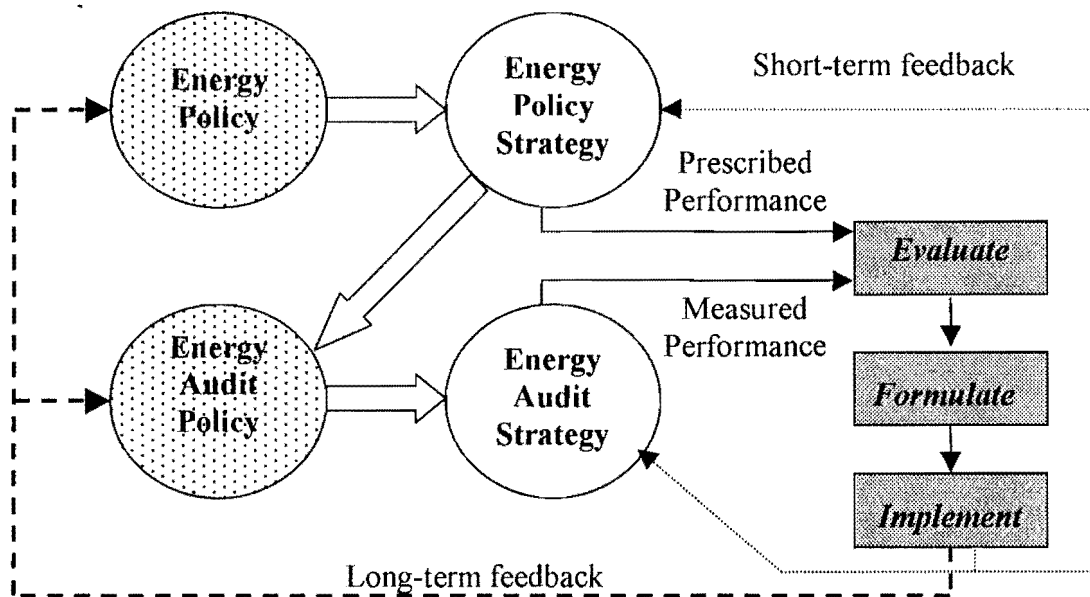 Energy
Policy
Energy
Policy
Strategy
Short-term feedback
Prescribed
Performance
Evaluate
Measured
Performance
Energy
Audit
Policy
Energy
Audit
Strategy
Formulate
Implement
Long-term feedback